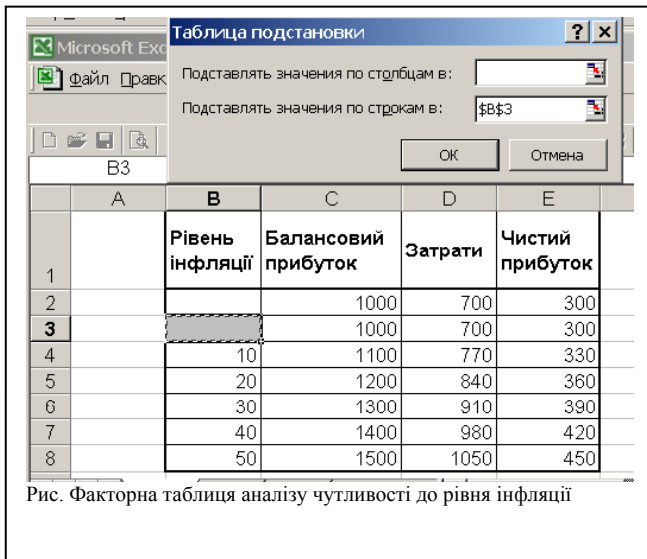 Таблица подстановки
Microsoft Exc
Файл Правк
Подставлять значения по столбцам в:
Подставлять значения по строкам в: $B$3
ОК Отмена
B3
A B C D E
1 Рівень інфляції Балансовий прибуток Затрати Чистий прибуток
2 1000 700 300
3 1000 700 300
4 10 1100 770 330
5 20 1200 840 360
6 30 1300 910 390
7 40 1400 980 420
8 50 1500 1050 450
Рис. Факторна таблиця аналізу чутливості до рівня інфляції